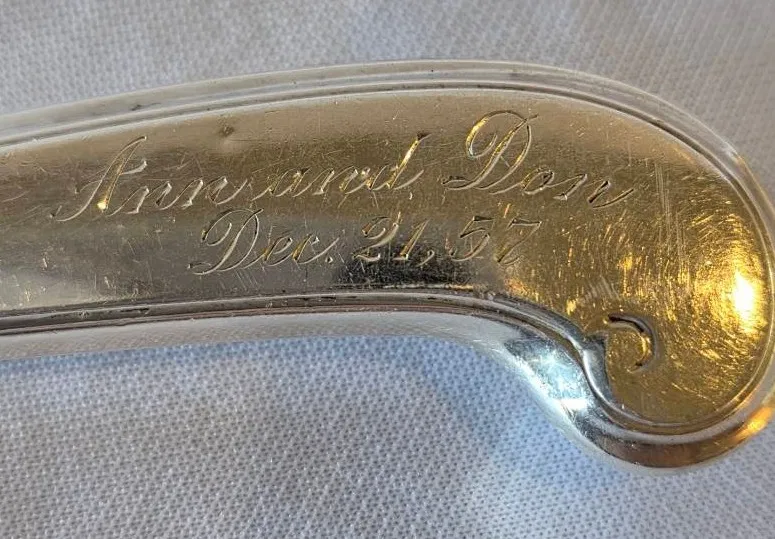 Ann and Don
Dec. 21, 57